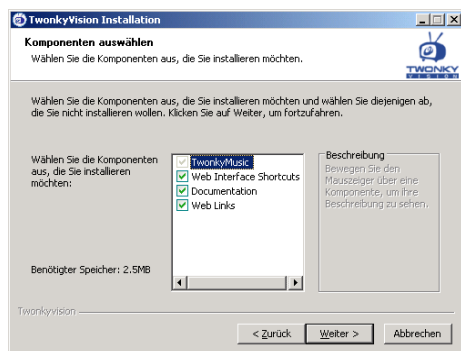 TwonkyVision Installation
Komponenten auswählen
Wählen Sie die Komponenten aus, die Sie installieren möchten.
TWONKY
VISION
Wählen Sie die Komponenten aus, die Sie installieren möchten und wählen Sie diejenigen ab,
die Sie nicht installieren wollen. Klicken Sie auf Weiter, um fortzufahren.
Wählen Sie die Komponenten
aus, die Sie installieren
möchten:
TwonkyMusic
Web Interface Shortcuts
Documentation
Web Links
Beschreibung
Bewegen Sie den
Mauszeiger über eine
Komponente, um ihre
Beschreibung zu sehen.
Benötigter Speicher: 2.5MB
Twonkyvision
< Zurück
Weiter >
Abbrechen